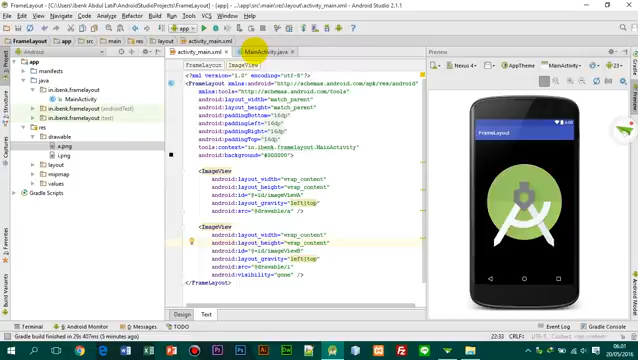 FrameLayout - [C:\Users\ibenk Abdul Latif\AndroidStudioProjects\FrameLayout] - [app] - ...\app\src\main\res\layout\activity_main.xml - Android Studio 2.1.1
File Edit View Navigate Code Analyze Refactor Build Run Tools VCS Window Help
app
FrameLayout app src main res layout activity_main.xml
Android
activity_main.xml MainActivity.java
Preview
app
manifests
java
in.ibenk.framelayout
MainActivity
in.ibenk.framelayout (androidTest)
in.ibenk.framelayout (test)
res
drawable
a.png
i.png
layout
mipmap
values
Gradle Scripts
FrameLayout ImageView
<?xml version="1.0" encoding="utf-8"?>
<FrameLayout xmlns:android="http://schemas.android.com/apk/res/android"
xmlns:tools="http://schemas.android.com/tools"
android:layout_width="match_parent"
android:layout_height="match_parent"
android:paddingBottom="16dp"
android:paddingLeft="16dp"
android:paddingRight="16dp"
android:paddingTop="16dp"
tools:context="in.ibenk.framelayout.MainActivity"
android:background="#000000">
<ImageView
android:layout_width="wrap_content"
android:layout_height="wrap_content"
android:id="@+id/imageViewA"
android:layout_gravity="left|top"
android:src="@drawable/a" />
<ImageView
android:layout_width="wrap_content"
android:layout_height="wrap_content"
android:id="@+id/imageViewB"
android:layout_gravity="left|top"
android:src="@drawable/i"
android:visibility="gone" />
</FrameLayout>
Design Text
Nexus 4 AppTheme MainActivity 23
FrameLayout
Terminal 6: Android Monitor 0: Messages TODO
Event Log Gradle Console
Gradle build finished in 29s 407ms (5 minutes ago)
22:33 CRLF
06.01
02/05/2016